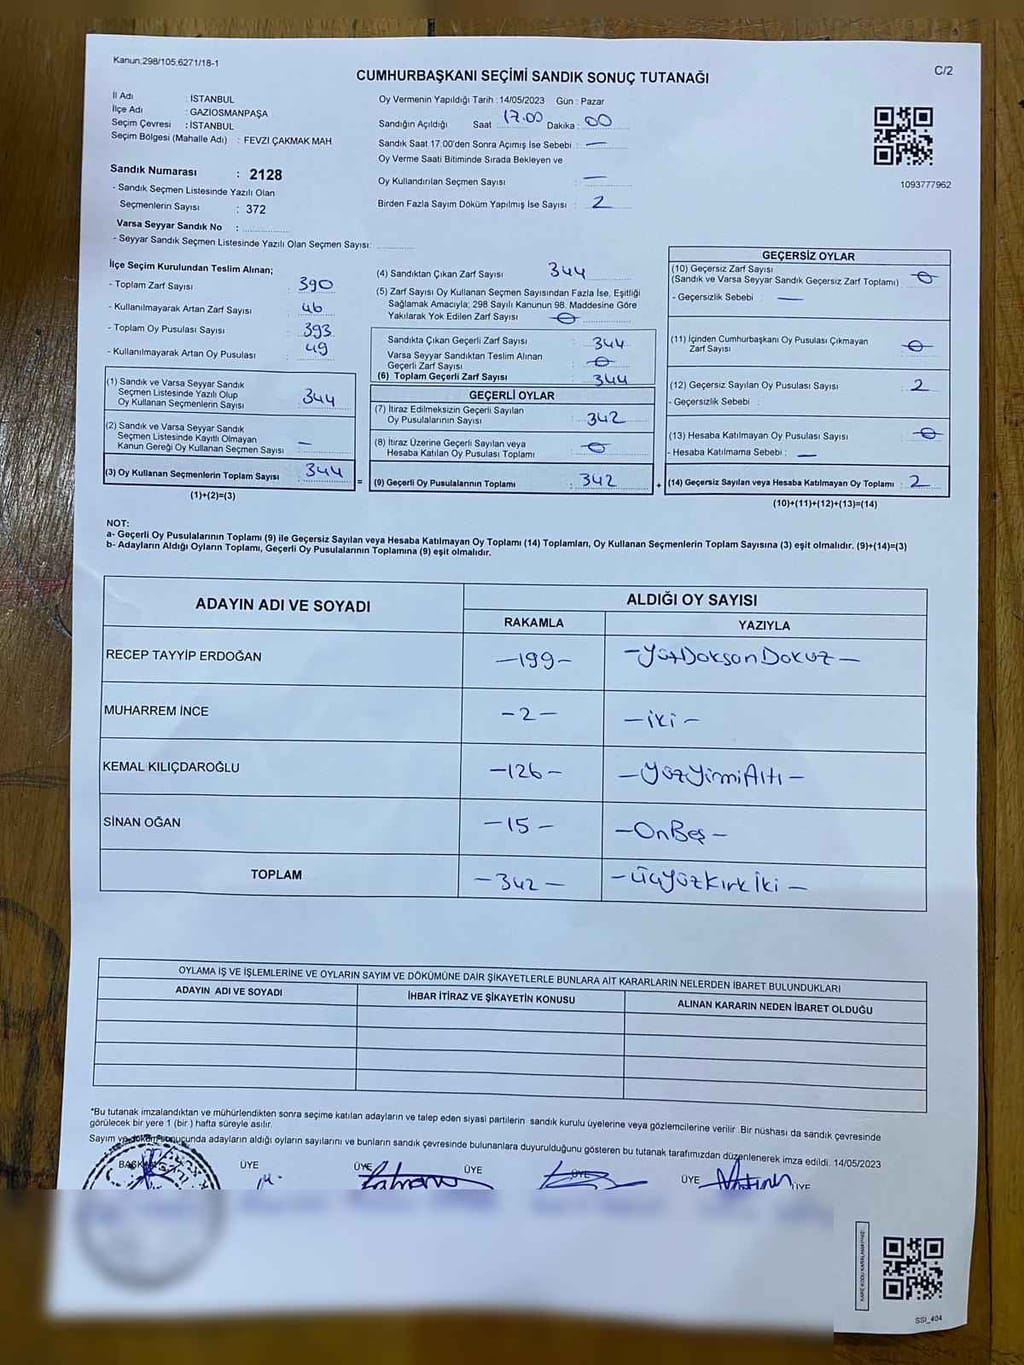 Kanun:298/105;6271/18-1
C/2
CUMHURBAŞKANI SEÇİMİ SANDIK SONUÇ TUTANAĞI
İl Adı : İSTANBUL
İlçe Adı : GAZİOSMANPAŞA
Seçim Çevresi : İSTANBUL
Seçim Bölgesi (Mahalle Adı) : FEVZİ ÇAKMAK MAH.
Sandık Numarası : 2128
- Sandık Seçmen Listesinde Yazılı Olan
Seçmenlerin Sayısı : 372
Varsa Seyyar Sandık No :
- Seyyar Sandık Seçmen Listesinde Yazılı Olan Seçmen Sayısı:
Oy Vermenin Yapıldığı Tarih :14/05/2023 Gün : Pazar
Sandığın Açıldığı Saat 17.00 Dakika : 00
Sandık Saat 17.00'den Sonra Açımış İse Sebebi : —
Oy Verme Saati Bitiminde Sırada Bekleyen ve
Oy Kullandırılan Seçmen Sayısı : —
Birden Fazla Sayım Döküm Yapılmış İse Sayısı : 2
1093777962
İlçe Seçim Kurulundan Teslim Alınan;
- Toplam Zarf Sayısı : 390
- Kullanılmayarak Artan Zarf Sayısı : 46
- Toplam Oy Pusulası Sayısı : 393
- Kullanılmayarak Artan Oy Pusulası : 49
(1) Sandık ve Varsa Seyyar Sandık
Seçmen Listesinde Yazılı Olup
Oy Kullanan Seçmenlerin Sayısı : 344
(2) Sandık ve Varsa Seyyar Sandık
Seçmen Listesinde Kayıtlı Olmayan
Kanun Gereği Oy Kullanan Seçmen Sayısı : —
(3) Oy Kullanan Seçmenlerin Toplam Sayısı : 344
(1)+(2)=(3)
(4) Sandıktan Çıkan Zarf Sayısı : 344
(5) Zarf Sayısı Oy Kullanan Seçmen Sayısından Fazla İse, Eşitliği
Sağlamak Amacıyla; 298 Sayılı Kanunun 98. Maddesine Göre
Yakılarak Yok Edilen Zarf Sayısı : 0
Sandıkta Çıkan Geçerli Zarf Sayısı : 344
Varsa Seyyar Sandıktan Teslim Alınan
Geçerli Zarf Sayısı : 0
(6) Toplam Geçerli Zarf Sayısı : 344
GEÇERLİ OYLAR
(7) İtiraz Edilmeksizin Geçerli Sayılan
Oy Pusulalarının Sayısı : 342
(8) İtiraz Üzerine Geçerli Sayılan veya
Hesaba Katılan Oy Pusulası Toplamı : 0
= (9) Geçerli Oy Pusulalarının Toplamı : 342
GEÇERSİZ OYLAR
(10) Geçersiz Zarf Sayısı
(Sandık ve Varsa Seyyar Sandık Geçersiz Zarf Toplamı) : 0
- Geçersizlik Sebebi : —
(11) İçinden Cumhurbaşkanı Oy Pusulası Çıkmayan
Zarf Sayısı : 0
(12) Geçersiz Sayılan Oy Pusulası Sayısı : 2
- Geçersizlik Sebebi :
(13) Hesaba Katılmayan Oy Pusulası Sayısı : 0
- Hesaba Katılmama Sebebi : —
+ (14) Geçersiz Sayılan veya Hesaba Katılmayan Oy Toplamı : 2
(10)+(11)+(12)+(13)=(14)
NOT:
a- Geçerli Oy Pusulalarının Toplamı (9) ile Geçersiz Sayılan veya Hesaba Katılmayan Oy Toplamı (14) Toplamları, Oy Kullanan Seçmenlerin Toplam Sayısına (3) eşit olmalıdır. (9)+(14)=(3)
b- Adayların Aldığı Oyların Toplamı, Geçerli Oy Pusulalarının Toplamına (9) eşit olmalıdır.
ADAYIN ADI VE SOYADI
ALDIĞI OY SAYISI
RAKAMLA YAZIYLA
RECEP TAYYİP ERDOĞAN —199— —YüzDoksanDokuz—
MUHARREM İNCE —2— —iki—
KEMAL KILIÇDAROĞLU —126— —YüzYirmiAltı—
SİNAN OĞAN —15— —OnBeş—
TOPLAM —342— —ÜçYüzKırkİki—
OYLAMA İŞ VE İŞLEMLERİNE VE OYLARIN SAYIM VE DÖKÜMÜNE DAİR ŞİKAYETLERLE BUNLARA AİT KARARLARIN NELERDEN İBARET BULUNDUKLARI
ADAYIN ADI VE SOYADI İHBAR İTİRAZ VE ŞİKAYETİN KONUSU ALINAN KARARIN NEDEN İBARET OLDUĞU
*Bu tutanak imzalandıktan ve mühürlendikten sonra seçime katılan adayların ve talep eden siyasi partilerin sandık kurulu üyelerine veya gözlemcilerine verilir. Bir nüshası da sandık çevresinde
görülecek bir yere 1 (bir ) hafta süreyle asılır.
Sayım ve döküm sonucunda adayların aldığı oyların sayılarını ve bunların sandık çevresinde bulunanlara duyurulduğunu gösteren bu tutanak tarafımızdan düzenlenerek imza edildi. 14/05/2023
BAŞKAN ÜYE ÜYE ÜYE ÜYE ÜYE ÜYE
SSI_404